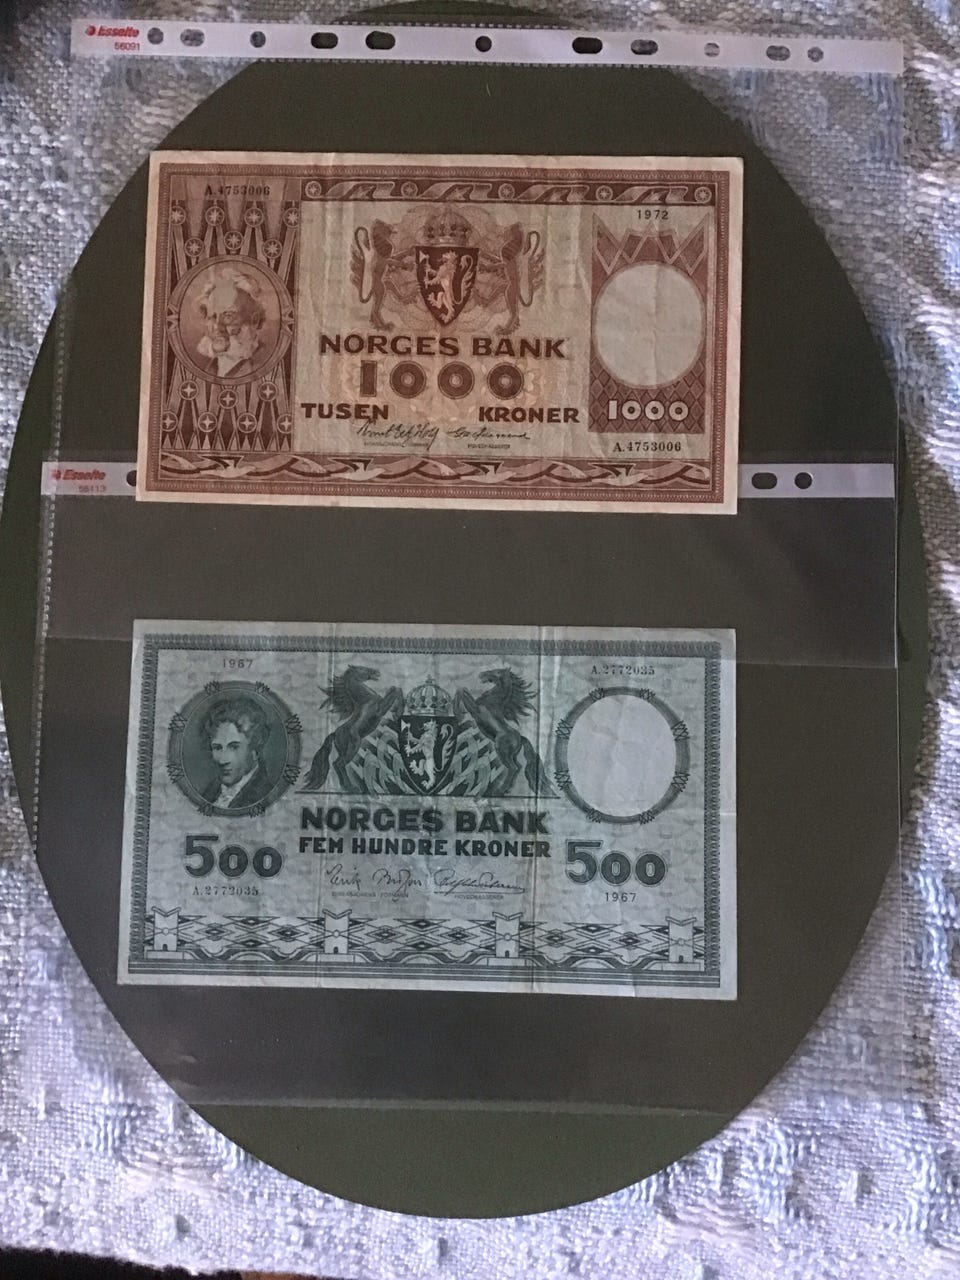 Esselte
56091
A.4753006
1972
NORGES BANK
1000
TUSEN KRONER
1000
A.4753006
Esselte
56113
1967
A.2772035
NORGES BANK
FEM HUNDRE KRONER
500
500
A.2772035
1967